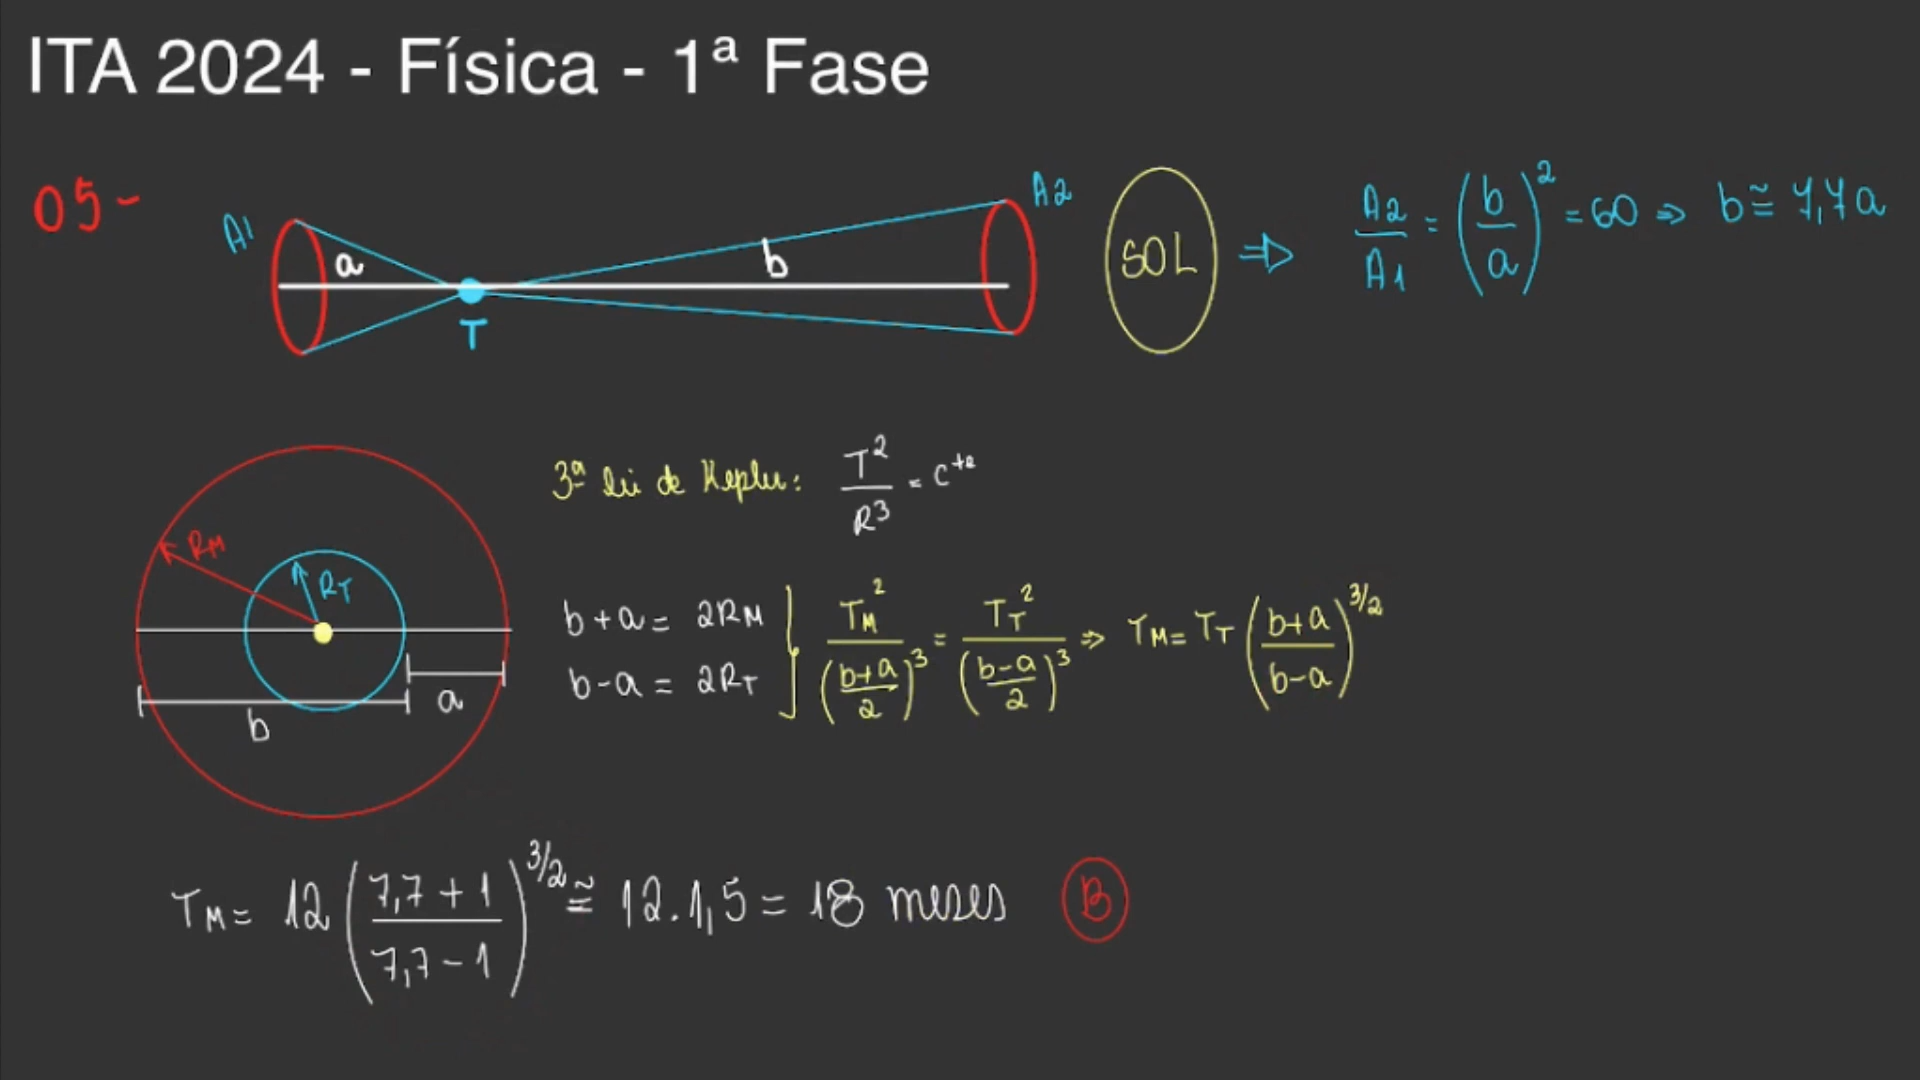 ITA 2024 - Física - 1ª Fase
05-
A1 a T b A2 SOL ⇒ A2/A1 = (b/a)² = 60 ⇒ b ≅ 7,7a
3ª lei de Kepler: T²/R³ = cte
RM RT
b a
b+a = 2RM
b-a = 2RT
TM²/((b+a)/2)³ = TT²/((b-a)/2)³ ⇒ TM = TT ((b+a)/(b-a))^3/2
TM = 12 ((7,7+1)/(7,7-1))^3/2 ≅ 12.1,5 = 18 meses B